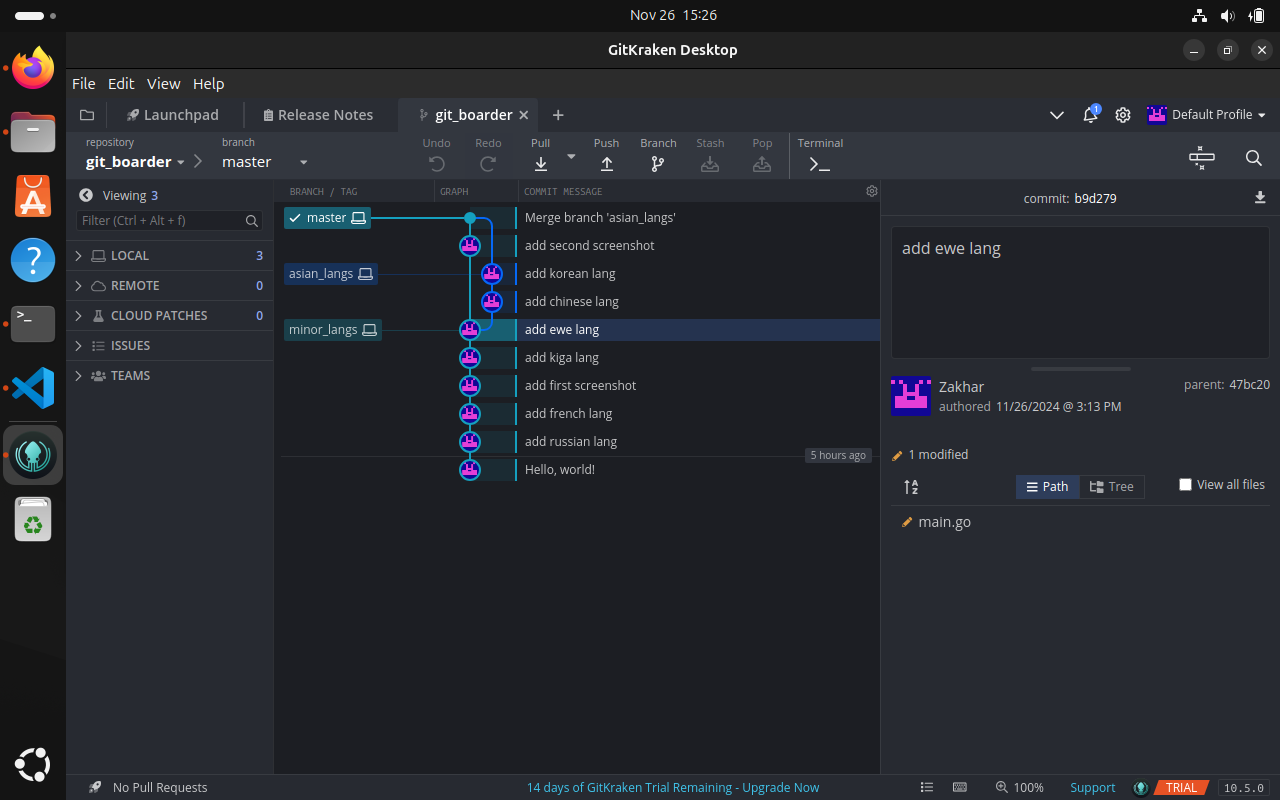 Nov 26 15:26
GitKraken Desktop
File Edit View Help
Launchpad
Release Notes
git_boarder
1
Default Profile
repository
git_boarder
branch
master
Undo
Redo
Pull
Push
Branch
Stash
Pop
Terminal
Viewing 3
Filter (Ctrl + Alt + f)
LOCAL 3
REMOTE 0
CLOUD PATCHES 0
ISSUES
TEAMS
BRANCH / TAG
GRAPH
COMMIT MESSAGE
master
Merge branch 'asian_langs'
add second screenshot
asian_langs
add korean lang
add chinese lang
minor_langs
add ewe lang
add kiga lang
add first screenshot
add french lang
add russian lang
5 hours ago
Hello, world!
commit: b9d279
add ewe lang
Zakhar
authored 11/26/2024 @ 3:13 PM
parent: 47bc20
1 modified
A
Z
Path
Tree
View all files
main.go
No Pull Requests
14 days of GitKraken Trial Remaining - Upgrade Now
100%
Support
TRIAL
10.5.0